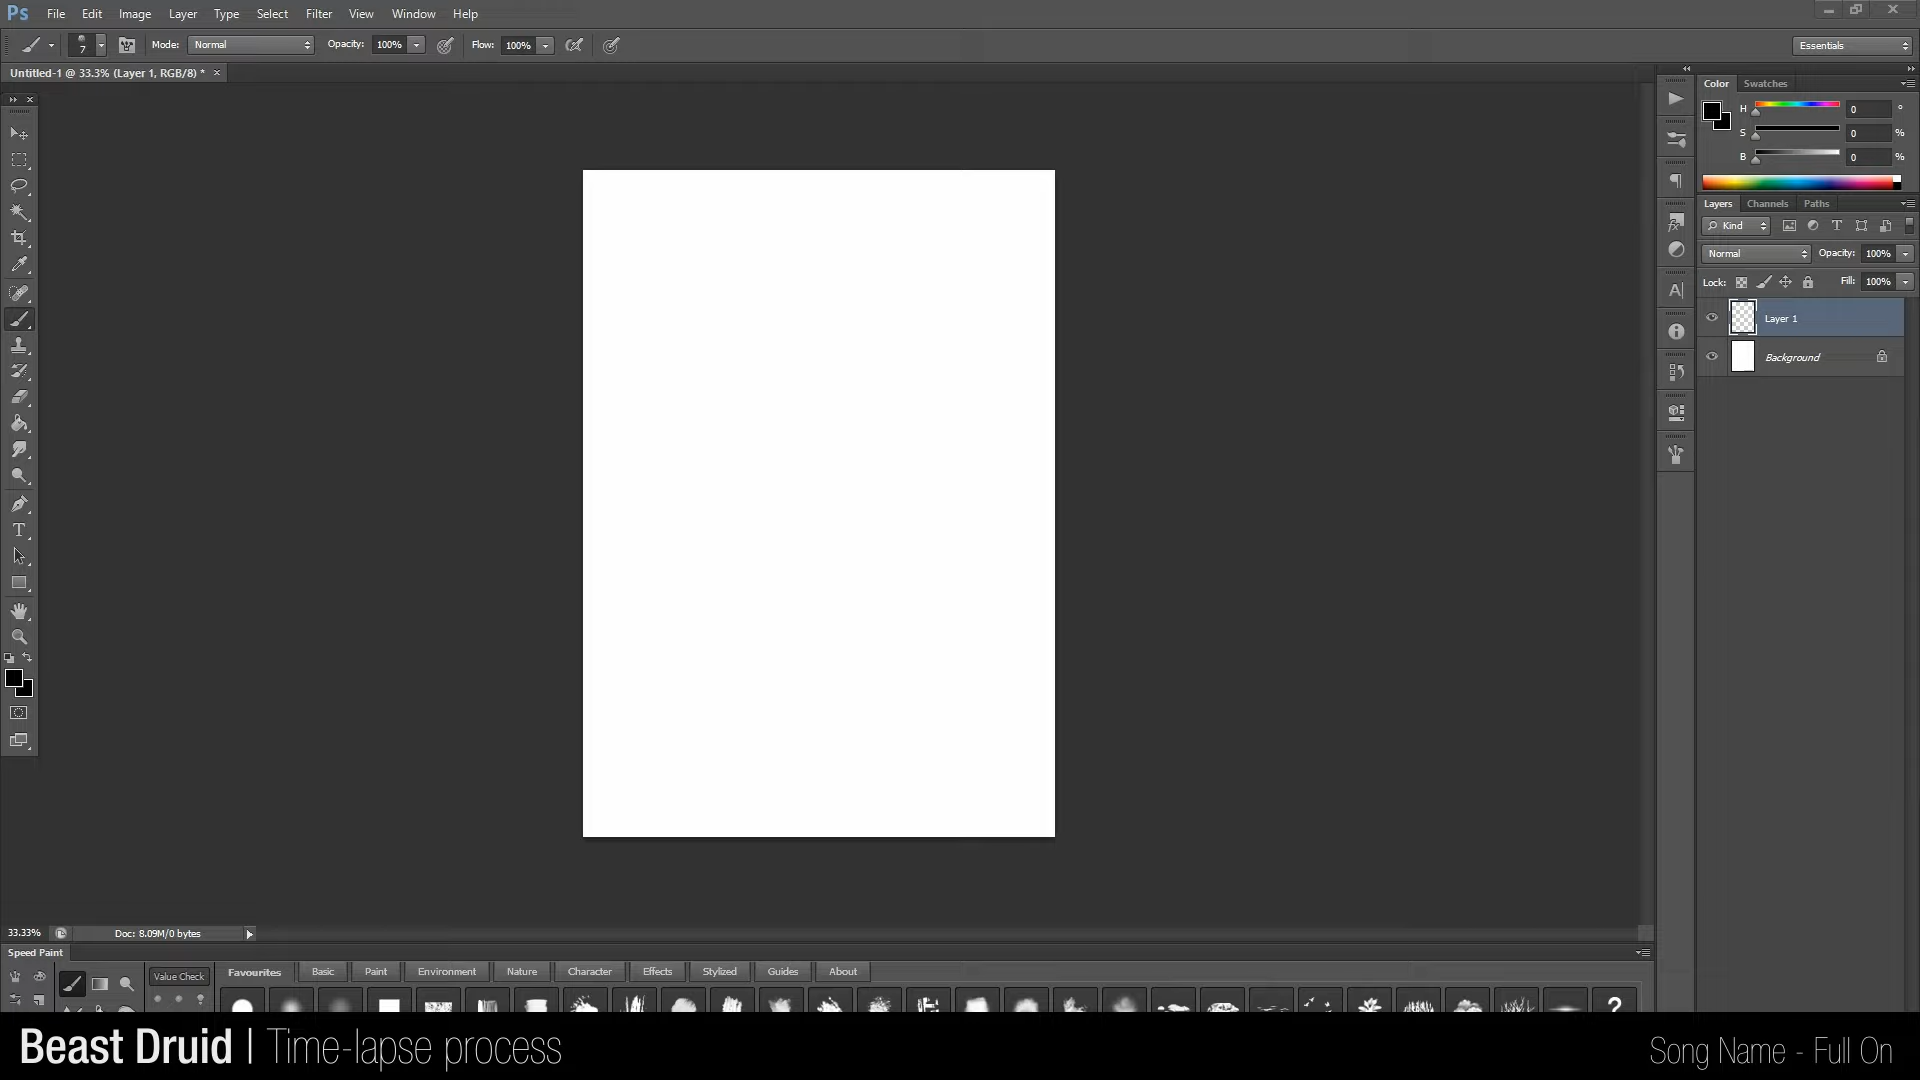 Ps File Edit Image Layer Type Select Filter View Window Help
7 Mode: Normal Opacity: 100% Flow: 100% Essentials
Untitled-1 @ 33.3% (Layer 1, RGB/8) * ×
Color Swatches
H 0 °
S 0 %
B 0 %
Layers Channels Paths
Kind
Normal Opacity: 100%
Lock: Fill: 100%
Layer 1
Background
33.33% Doc: 8.09M/0 bytes
Speed Paint
Value Check Favourites Basic Paint Environment Nature Character Effects Stylized Guides About
?
Beast Druid | Time-lapse process
Song Name - Full On